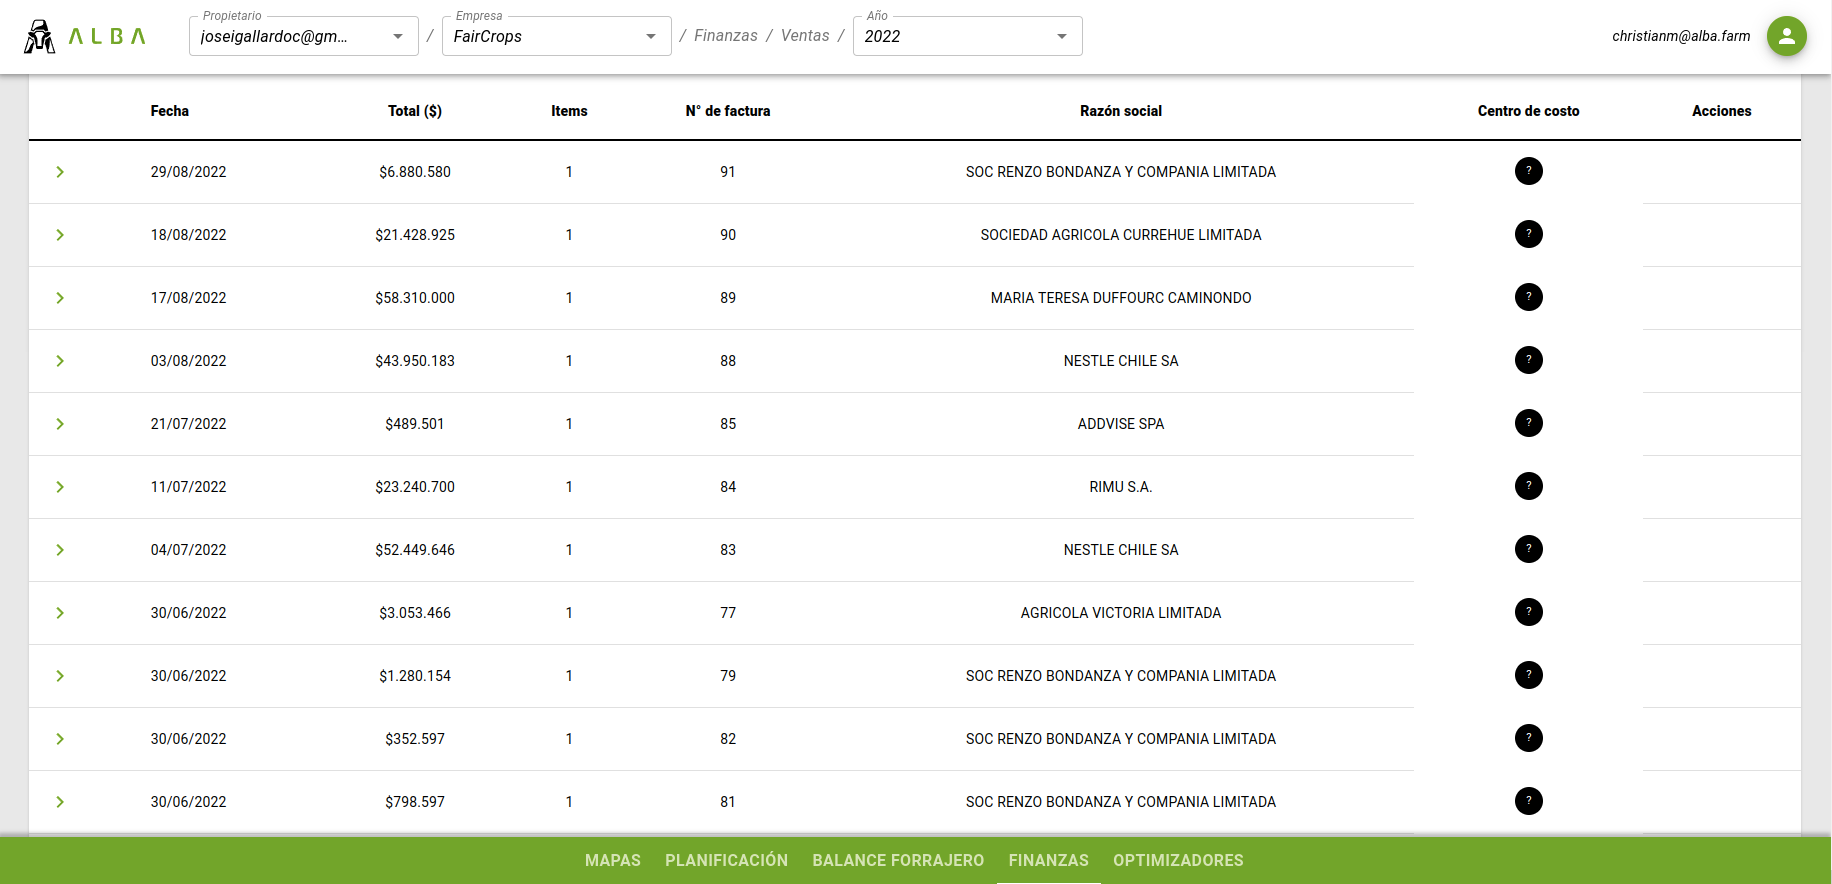 ALBA
Propietario
joseigallardoc@gm...
/
Empresa
FairCrops
/ Finanzas / Ventas /
Año
2022
christianm@alba.farm
Fecha Total ($) Items N° de factura Razón social Centro de costo Acciones
29/08/2022 $6.880.580 1 91 SOC RENZO BONDANZA Y COMPANIA LIMITADA ?
18/08/2022 $21.428.925 1 90 SOCIEDAD AGRICOLA CURREHUE LIMITADA ?
17/08/2022 $58.310.000 1 89 MARIA TERESA DUFFOURC CAMINONDO ?
03/08/2022 $43.950.183 1 88 NESTLE CHILE SA ?
21/07/2022 $489.501 1 85 ADDVISE SPA ?
11/07/2022 $23.240.700 1 84 RIMU S.A. ?
04/07/2022 $52.449.646 1 83 NESTLE CHILE SA ?
30/06/2022 $3.053.466 1 77 AGRICOLA VICTORIA LIMITADA ?
30/06/2022 $1.280.154 1 79 SOC RENZO BONDANZA Y COMPANIA LIMITADA ?
30/06/2022 $352.597 1 82 SOC RENZO BONDANZA Y COMPANIA LIMITADA ?
30/06/2022 $798.597 1 81 SOC RENZO BONDANZA Y COMPANIA LIMITADA ?
MAPAS PLANIFICACIÓN BALANCE FORRAJERO FINANZAS OPTIMIZADORES